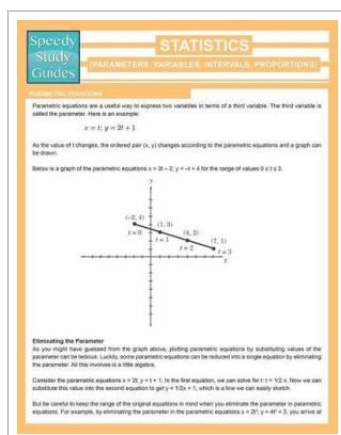 Speedy
Study
Guides
STATISTICS
(PARAMETERS, VARIABLES, INTERVALS, PROPORTIONS)
PARAMETRIC EQUATIONS
Parametric equations are a useful way to express two variables in terms of a third variable. The third variable is
called the parameter. Here is an example:
x = t; y = 2t + 1
As the value of t changes, the ordered pair (x, y) changes according to the parametric equations and a graph can
be drawn.
Below is a graph of the parametric equations x = 3t – 2; y = -t + 4 for the range of values 0 ≤ t ≤ 3.
y
(-2, 4)
(1, 3)
(4, 2)
(7, 1)
t = 0
t = 1
t = 2
t = 3
x
Eliminating the Parameter
As you might have guessed from the graph above, plotting parametric equations by substituting values of the
parameter can be tedious. Luckily, some parametric equations can be reduced into a single equation by eliminating
the parameter. All this involves is a little algebra.
Consider the parametric equations x = 2t; y = t + 1. In the first equation, we can solve for t: t = 1/2 x. Now we can
substitute this value into the second equation to get y = 1/2x + 1, which is a line we can easily sketch.
But be careful to keep the range of the original equations in mind when you eliminate the parameter in parametric
equations. For example, by eliminating the parameter in the parametric equations x = 2t²; y = 4t² + 3, you arrive at